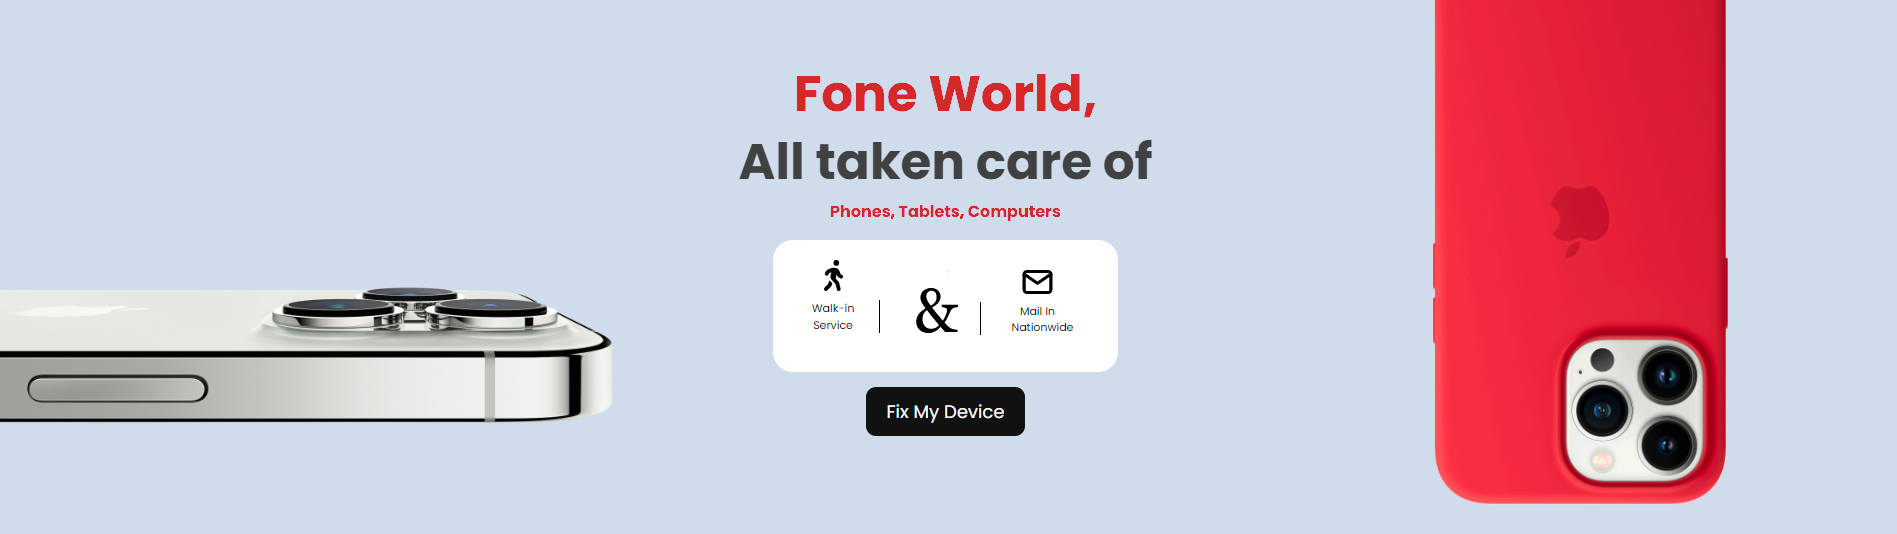 Fone World,
All taken care of
Phones, Tablets, Computers
Walk-in
Service
&
Mail In
Nationwide
Fix My Device